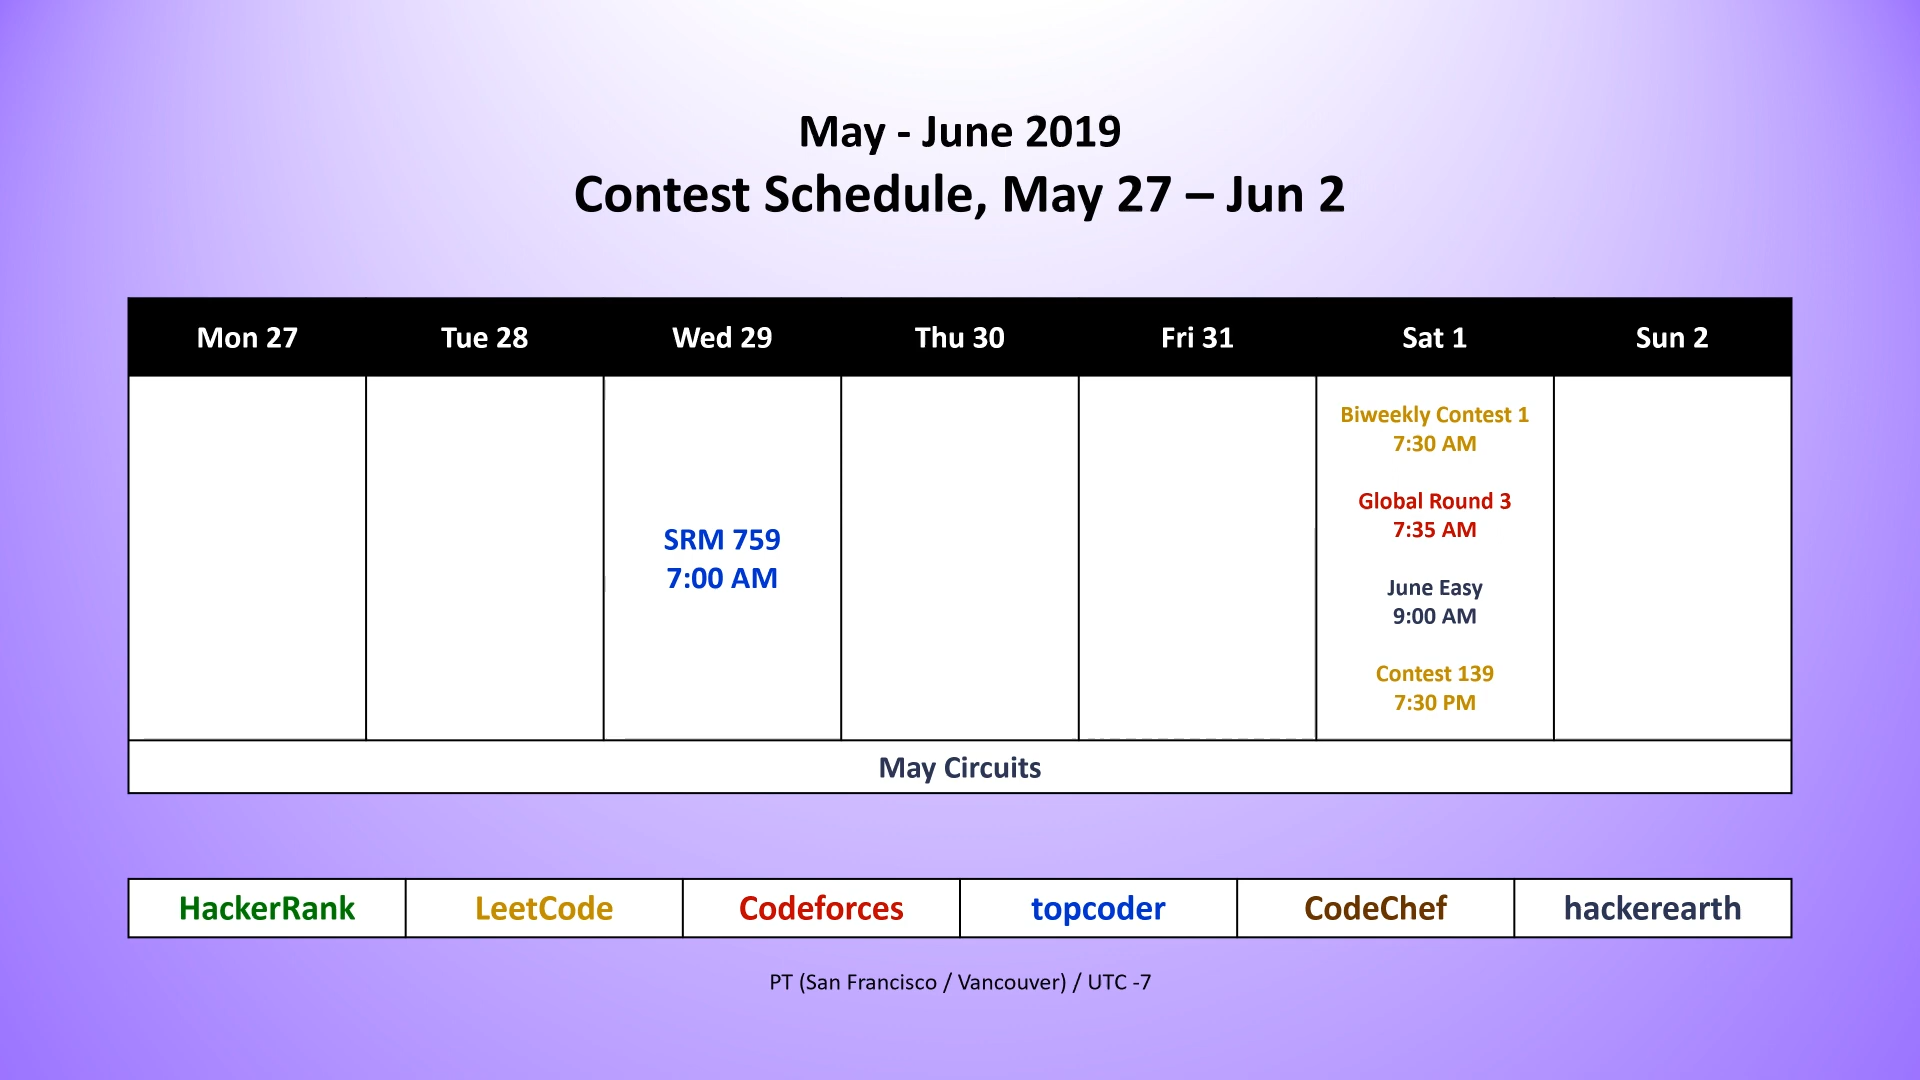 May - June 2019
Contest Schedule, May 27 – Jun 2
Mon 27 Tue 28 Wed 29 Thu 30 Fri 31 Sat 1 Sun 2
SRM 759
7:00 AM
Biweekly Contest 1
7:30 AM
Global Round 3
7:35 AM
June Easy
9:00 AM
Contest 139
7:30 PM
May Circuits
HackerRank LeetCode Codeforces topcoder CodeChef hackerearth
PT (San Francisco / Vancouver) / UTC -7